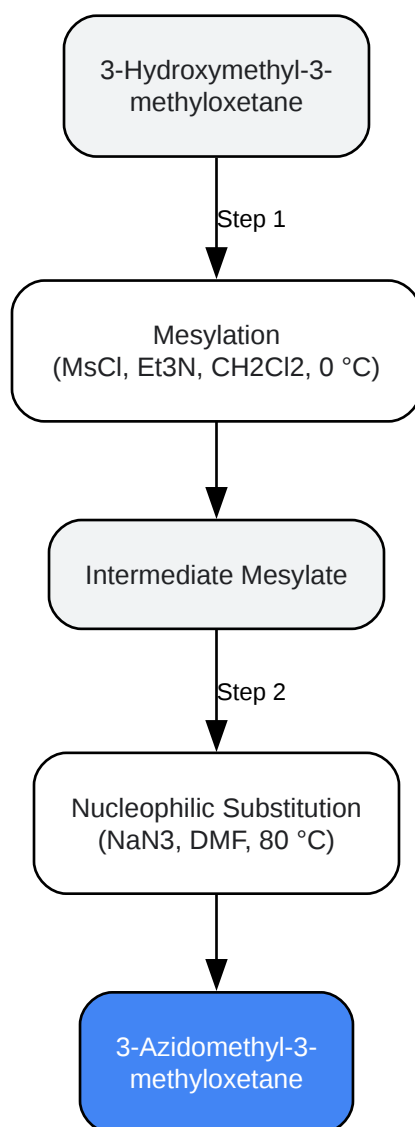 3-Hydroxymethyl-3-
methyloxetane
Step 1
Mesylation
(MsCl, Et3N, CH2Cl2, 0 °C)
Intermediate Mesylate
Step 2
Nucleophilic Substitution
(NaN3, DMF, 80 °C)
3-Azidomethyl-3-
methyloxetane